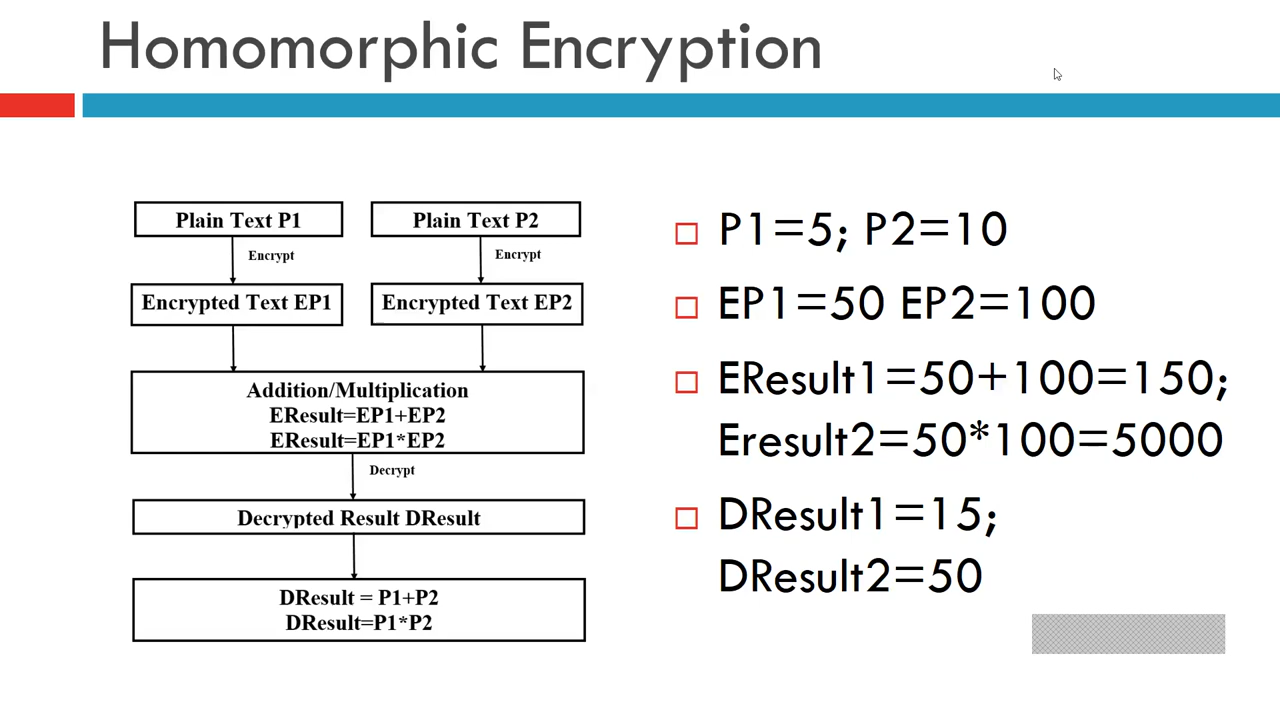 Homomorphic Encryption
Plain Text P1
Plain Text P2
Encrypt
Encrypt
Encrypted Text EP1
Encrypted Text EP2
Addition/Multiplication
EResult=EP1+EP2
EResult=EP1*EP2
Decrypt
Decrypted Result DResult
DResult = P1+P2
DResult=P1*P2
P1=5; P2=10
EP1=50 EP2=100
EResult1=50+100=150;
Eresult2=50*100=5000
DResult1=15;
DResult2=50